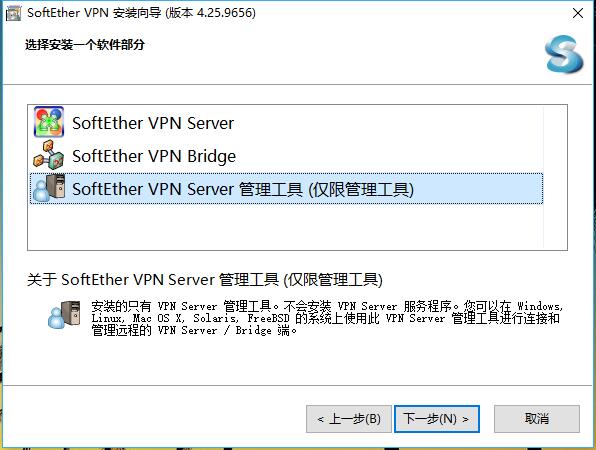 SoftEther VPN 安装向导 (版本 4.25.9656)
选择安装一个软件部分
SoftEther VPN Server
SoftEther VPN Bridge
SoftEther VPN Server 管理工具 (仅限管理工具)
关于 SoftEther VPN Server 管理工具 (仅限管理工具)
安装的只有 VPN Server 管理工具。不会安装 VPN Server 服务程序。您可以在 Windows,
Linux, Mac OS X, Solaris, FreeBSD 的系统上使用此 VPN Server 管理工具进行连接和
管理远程的 VPN Server / Bridge 端。
< 上一步(B)
下一步(N) >
取消